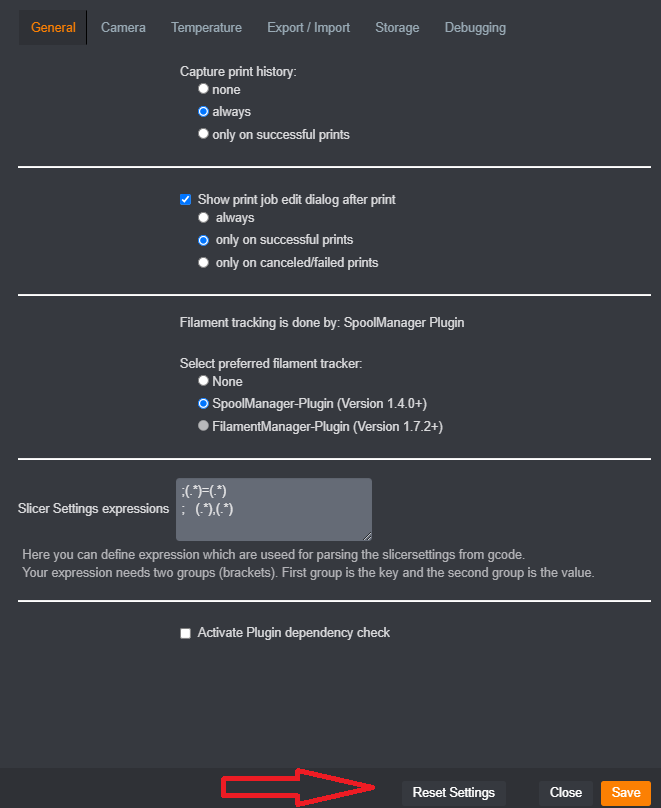 General Camera Temperature Export / Import Storage Debugging
Capture print history:
none
always
only on successful prints
Show print job edit dialog after print
always
only on successful prints
only on canceled/failed prints
Filament tracking is done by: SpoolManager Plugin
Select preferred filament tracker:
None
SpoolManager-Plugin (Version 1.4.0+)
FilamentManager-Plugin (Version 1.7.2+)
Slicer Settings expressions
;(.*)=(.*)
;   (.*),(.*)
Here you can define expression which are useed for parsing the slicersettings from gcode.
Your expression needs two groups (brackets). First group is the key and the second group is the value.
Activate Plugin dependency check
Reset Settings Close Save